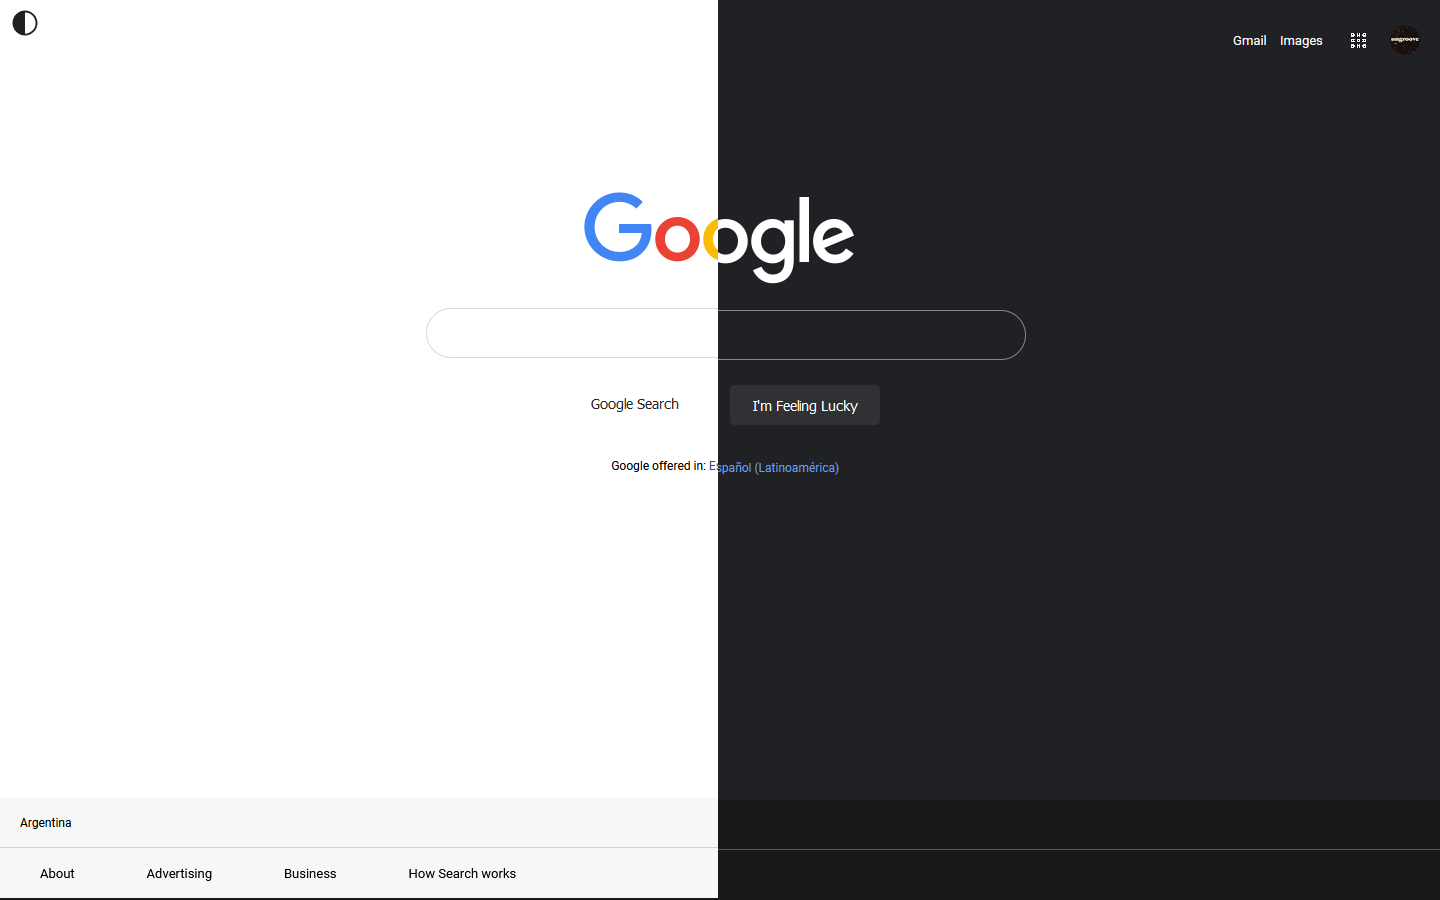 Gmail Images
ongroove
Google
Google Search
I'm Feeling Lucky
Google offered in: Español (Latinoamérica)
Argentina
About Advertising Business How Search works